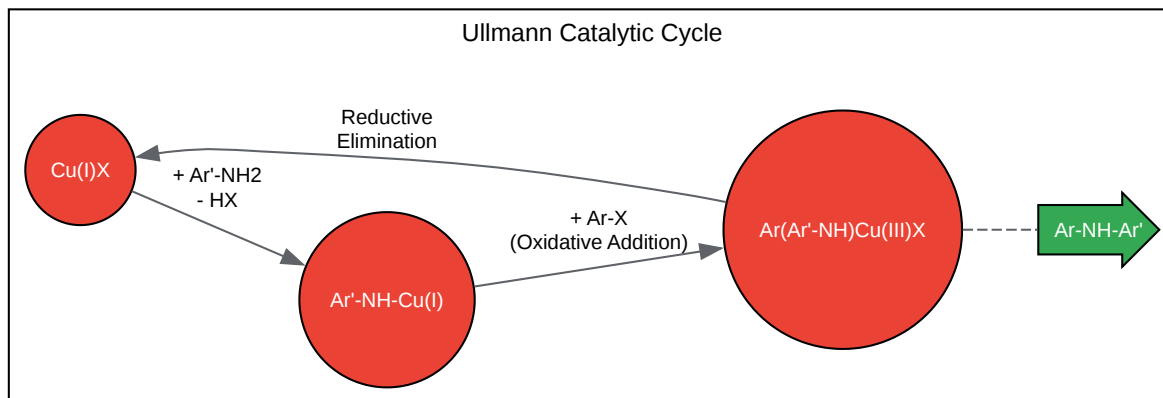 Ullmann Catalytic Cycle
Reductive
Elimination
Cu(I)X
+ Ar'-NH2
- HX
+ Ar-X
(Oxidative Addition)
Ar(Ar'-NH)Cu(III)X
Ar-NH-Ar'
Ar'-NH-Cu(I)